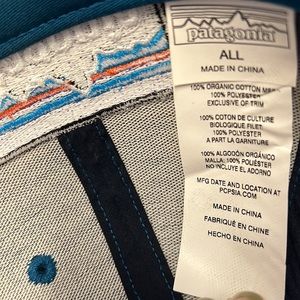 patagonia
ALL
MADE IN CHINA
100% ORGANIC COTTON
100% POLYESTER
EXCLUSIVE OF TRIM
100% COTON DE CULTURE
BIOLOGIQUE FILET:
100% POLYESTER
A PART LA GARNITURE
100% ALGODÓN ORGÁNICO
MALLA: 100% POLYESTER
NO INCLUYE EL ADORNO
MFG DATE AND LOCATION AT
PCPSIA.COM
MADE IN CHINA
FABRIQUÉ EN CHINE
HECHO EN CHINA